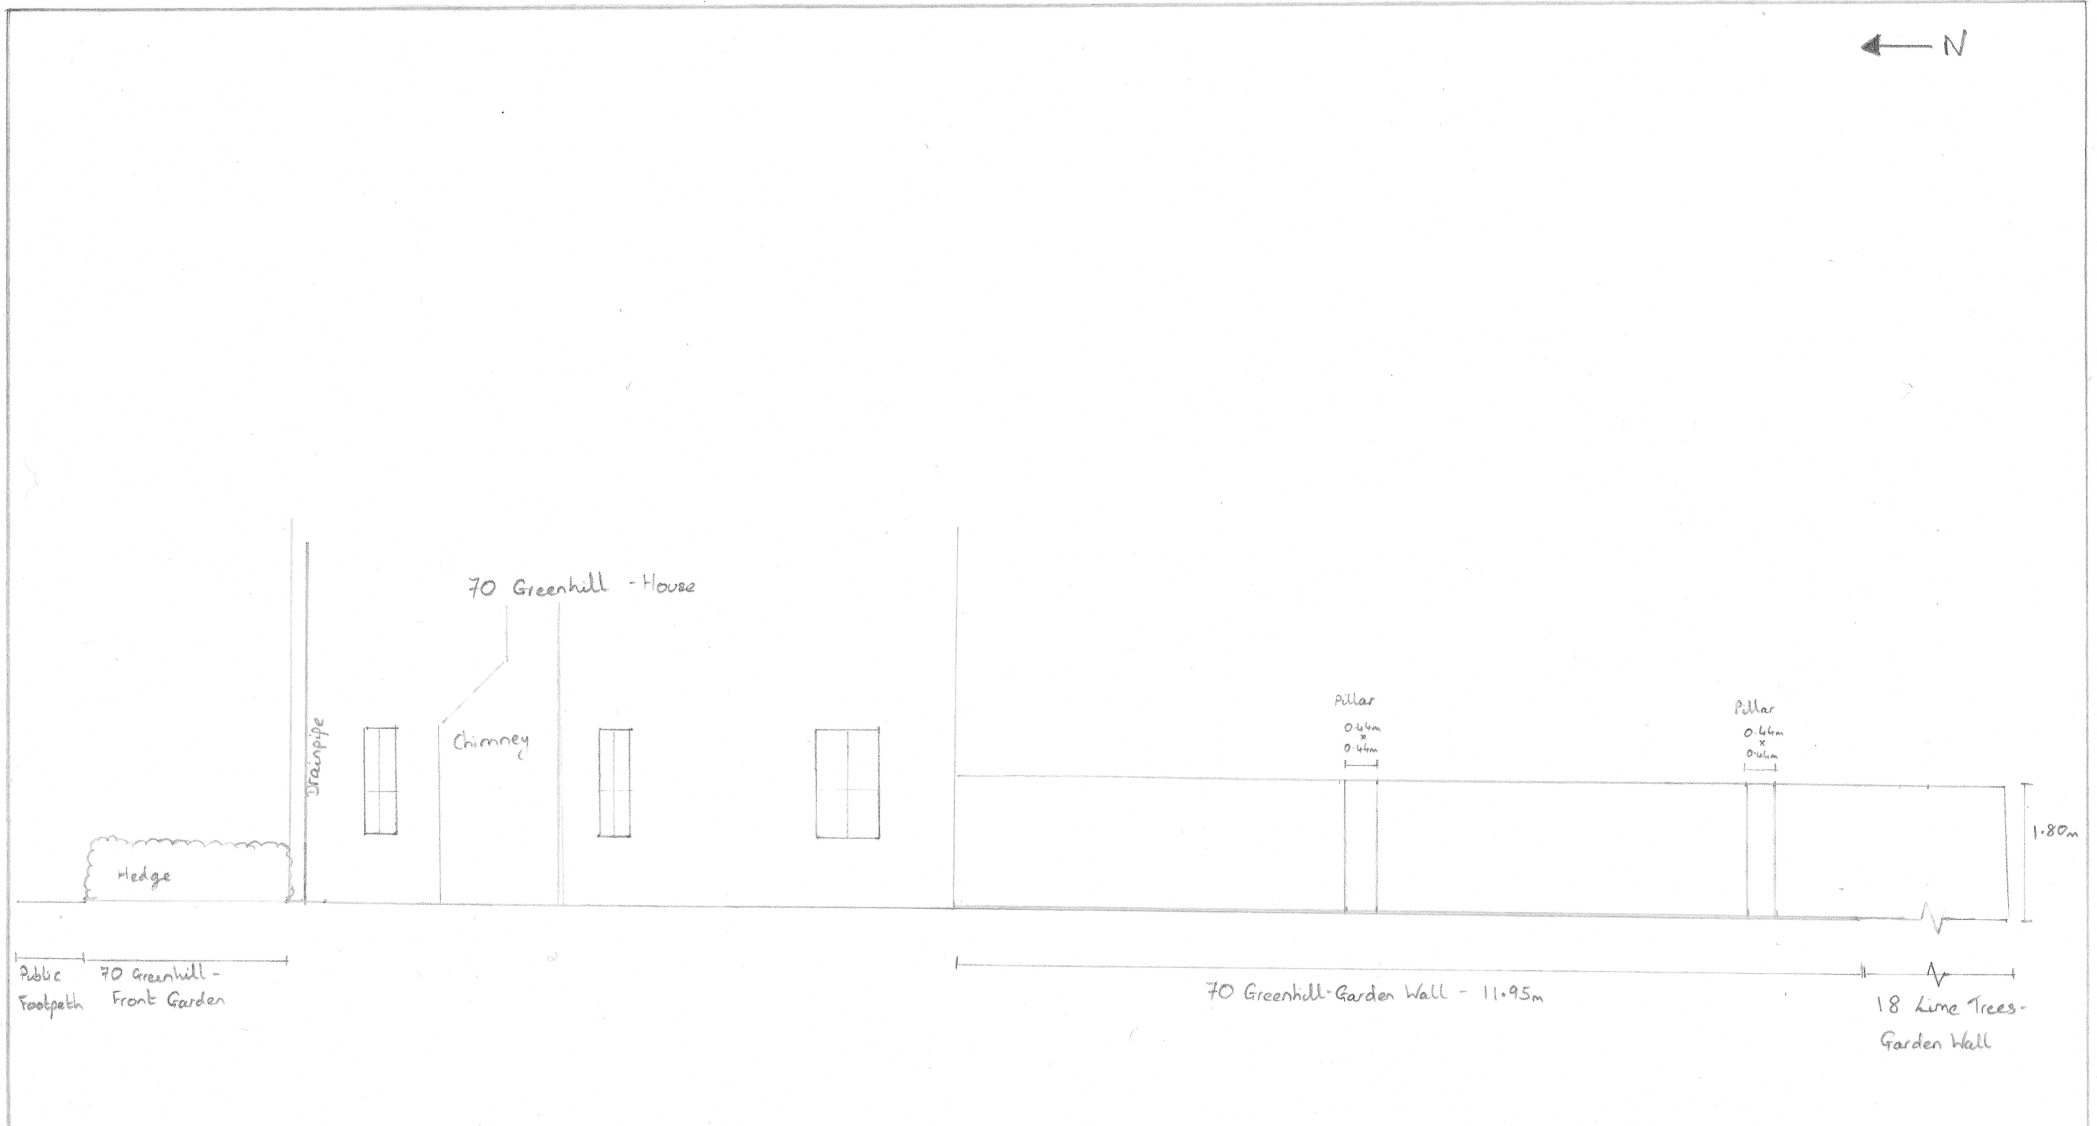 N
70 Greenhill - House
Drainpipe
Chimney
Hedge
Pillar
0.44m
x
0.44m
Pillar
0.44m
x
0.44m
1.80m
Public
Footpath
70 Greenhill -
Front Garden
70 Greenhill-Garden Wall - 11.95m
18 Lime Trees-
Garden Wall